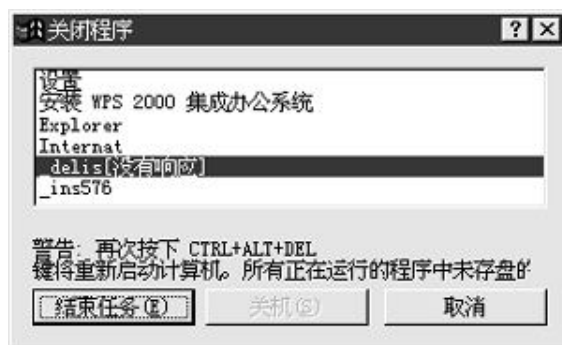 关闭程序
设置
安装 WPS 2000 集成办公系统
Explorer
Internat
_delis[没有响应]
_ins576
警告: 再次按下 CTRL+ALT+DEL
键将重新启动计算机。所有正在运行的程序中未存盘的
结束任务(E) 关机(S) 取消